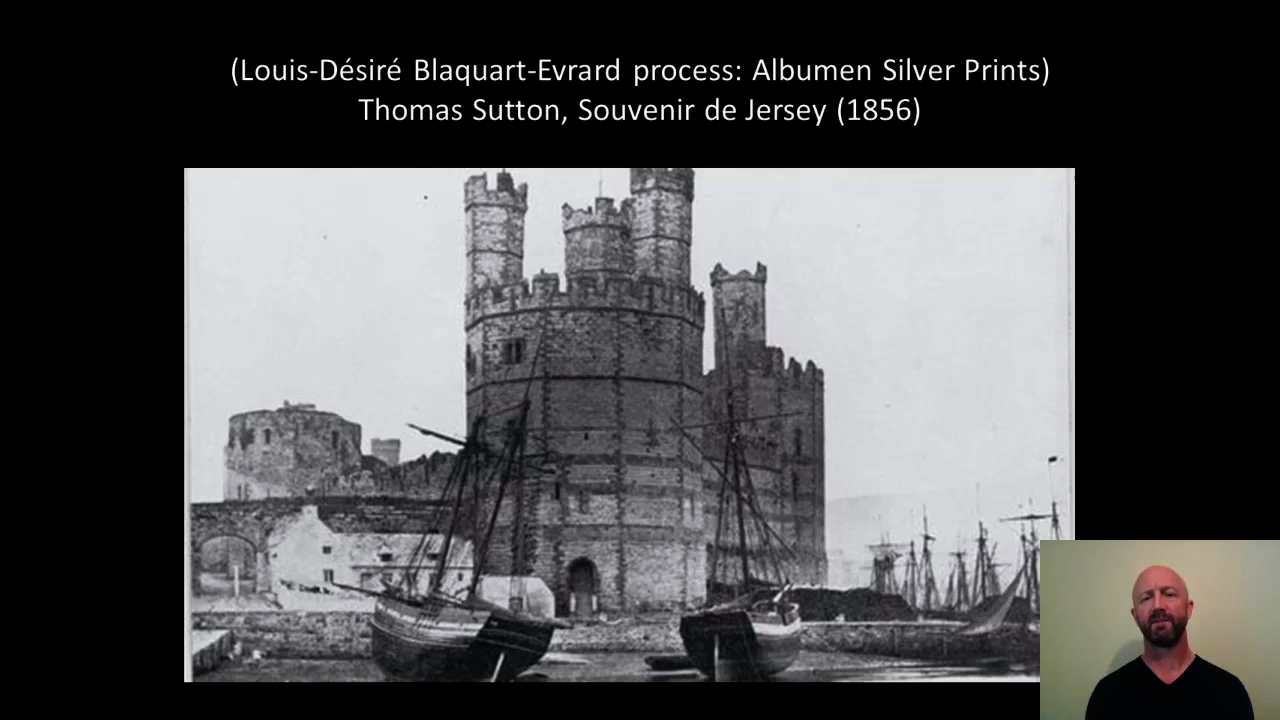 (Louis-Désiré Blaquart-Evrard process: Albumen Silver Prints)
Thomas Sutton, Souvenir de Jersey (1856)